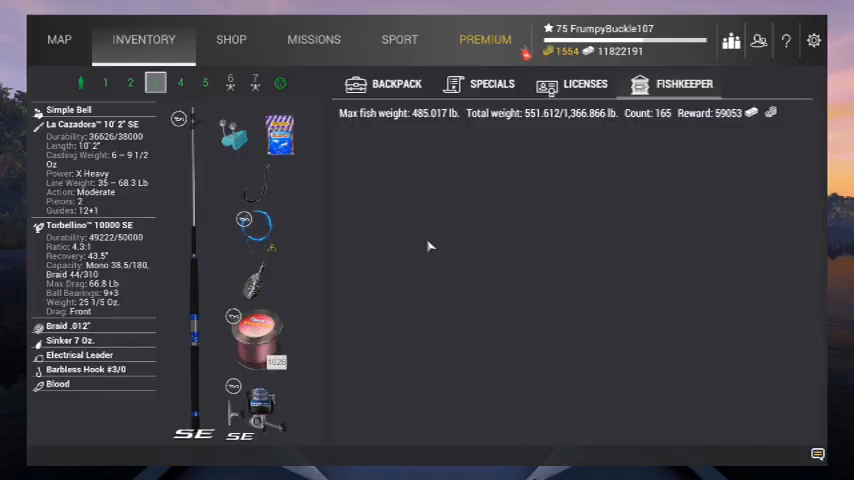 MAP
INVENTORY
SHOP
MISSIONS
SPORT
PREMIUM
75 FrumpyBuckle107
1554
11822191
?
1
2
4
5
6
7
BACKPACK
SPECIALS
LICENSES
FISHKEEPER
Max fish weight: 485.017 lb. Total weight: 551.612/1,366.866 lb. Count: 165 Reward: 59053
Simple Bell
La Cazadora™ 10' 2" SE
Durability: 36626/38000
Length: 10' 2"
Casting Weight: 6 – 9 1/2
Oz
Power: X Heavy
Line Weight: 35 – 68.3 Lb
Action: Moderate
Pieces: 2
Guides: 12+1
Torbellino™ 10000 SE
Durability: 49222/50000
Ratio: 4.3:1
Recovery: 43.5"
Capacity: Mono 38.5/180,
Braid 44/310
Max Drag: 66.8 Lb
Ball Bearings: 9+3
Weight: 25 1/5 Oz.
Drag: Front
Braid .012"
Sinker 7 Oz.
Electrical Leader
Barbless Hook #3/0
Blood
1026
SE
SE